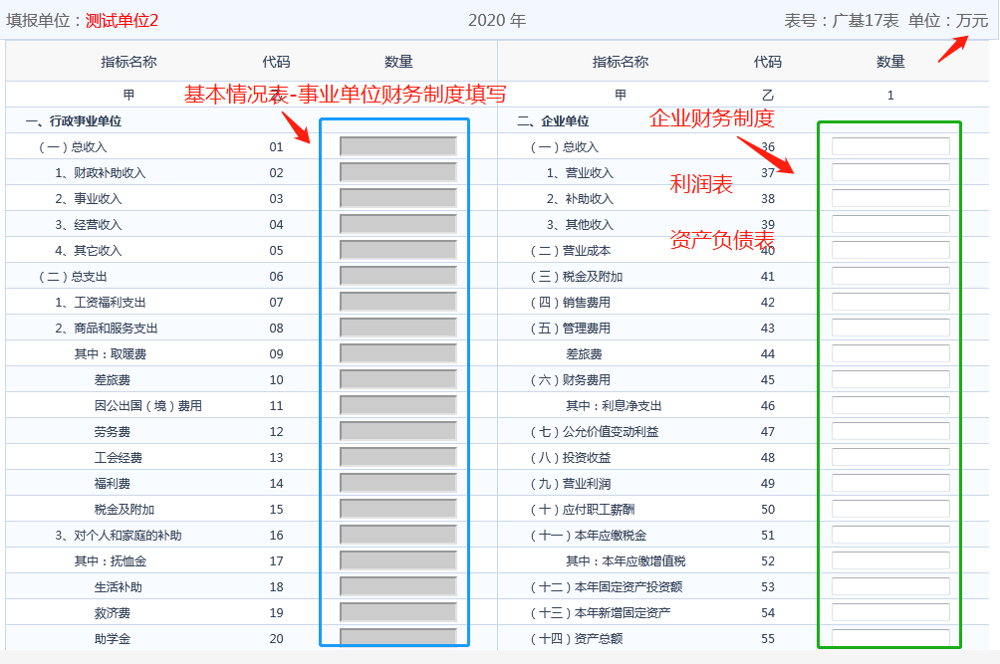 填报单位：测试单位2 2020 年 表号：广基17表 单位：万元
指标名称 代码 数量 指标名称 代码 数量
甲 乙 1 甲 乙 1
基本情况表-事业单位财务制度填写
一、行政事业单位 二、企业单位
企业财务制度
（一）总收入 01 （一）总收入 36
1、财政补助收入 02 1、营业收入 37
利润表
2、事业收入 03 2、补助收入 38
3、经营收入 04 3、其他收入 39
资产负债表
4、其它收入 05 （二）营业成本 40
（二）总支出 06 （三）税金及附加 41
1、工资福利支出 07 （四）销售费用 42
2、商品和服务支出 08 （五）管理费用 43
其中：取暖费 09 差旅费 44
差旅费 10 （六）财务费用 45
因公出国（境）费用 11 其中：利息净支出 46
劳务费 12 （七）公允价值变动利益 47
工会经费 13 （八）投资收益 48
福利费 14 （九）营业利润 49
税金及附加 15 （十）应付职工薪酬 50
3、对个人和家庭的补助 16 （十一）本年应缴税金 51
其中：抚恤金 17 其中：本年应缴增值税 52
生活补助 18 （十二）本年固定资产投资额 53
救济费 19 （十三）本年新增固定资产 54
助学金 20 （十四）资产总额 55